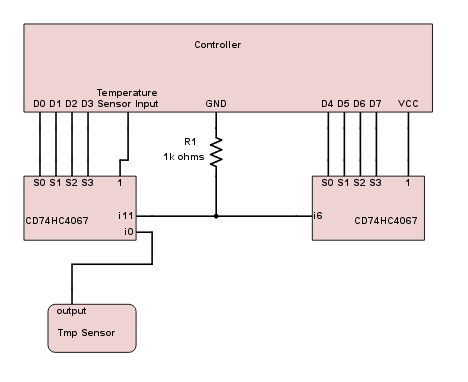 Controller
Temperature
D0 D1 D2 D3 Sensor Input GND D4 D5 D6 D7 VCC
R1
1k ohms
S0 S1 S2 S3 1 S0 S1 S2 S3 1
i11 i6
CD74HC4067 CD74HC4067
i0
output
Tmp Sensor